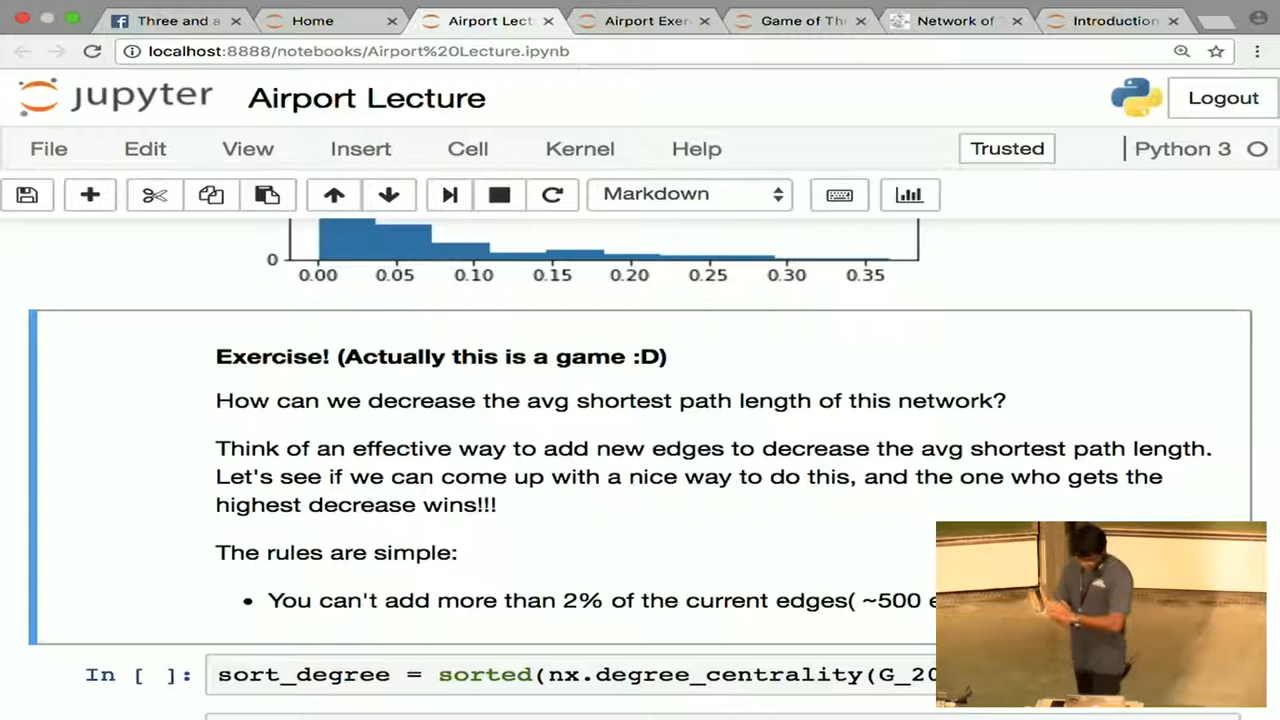 Three and a
Home
Airport Lect
Airport Exer
Game of Th
Network of
Introduction
localhost:8888/notebooks/Airport%20Lecture.ipynb
jupyter Airport Lecture
Logout
File Edit View Insert Cell Kernel Help
Trusted
Python 3
Markdown
0
0.00 0.05 0.10 0.15 0.20 0.25 0.30 0.35
Exercise! (Actually this is a game :D)
How can we decrease the avg shortest path length of this network?
Think of an effective way to add new edges to decrease the avg shortest path length.
Let's see if we can come up with a nice way to do this, and the one who gets the
highest decrease wins!!!
The rules are simple:
• You can't add more than 2% of the current edges( ~500 e
In [ ]: sort_degree = sorted(nx.degree_centrality(G_20